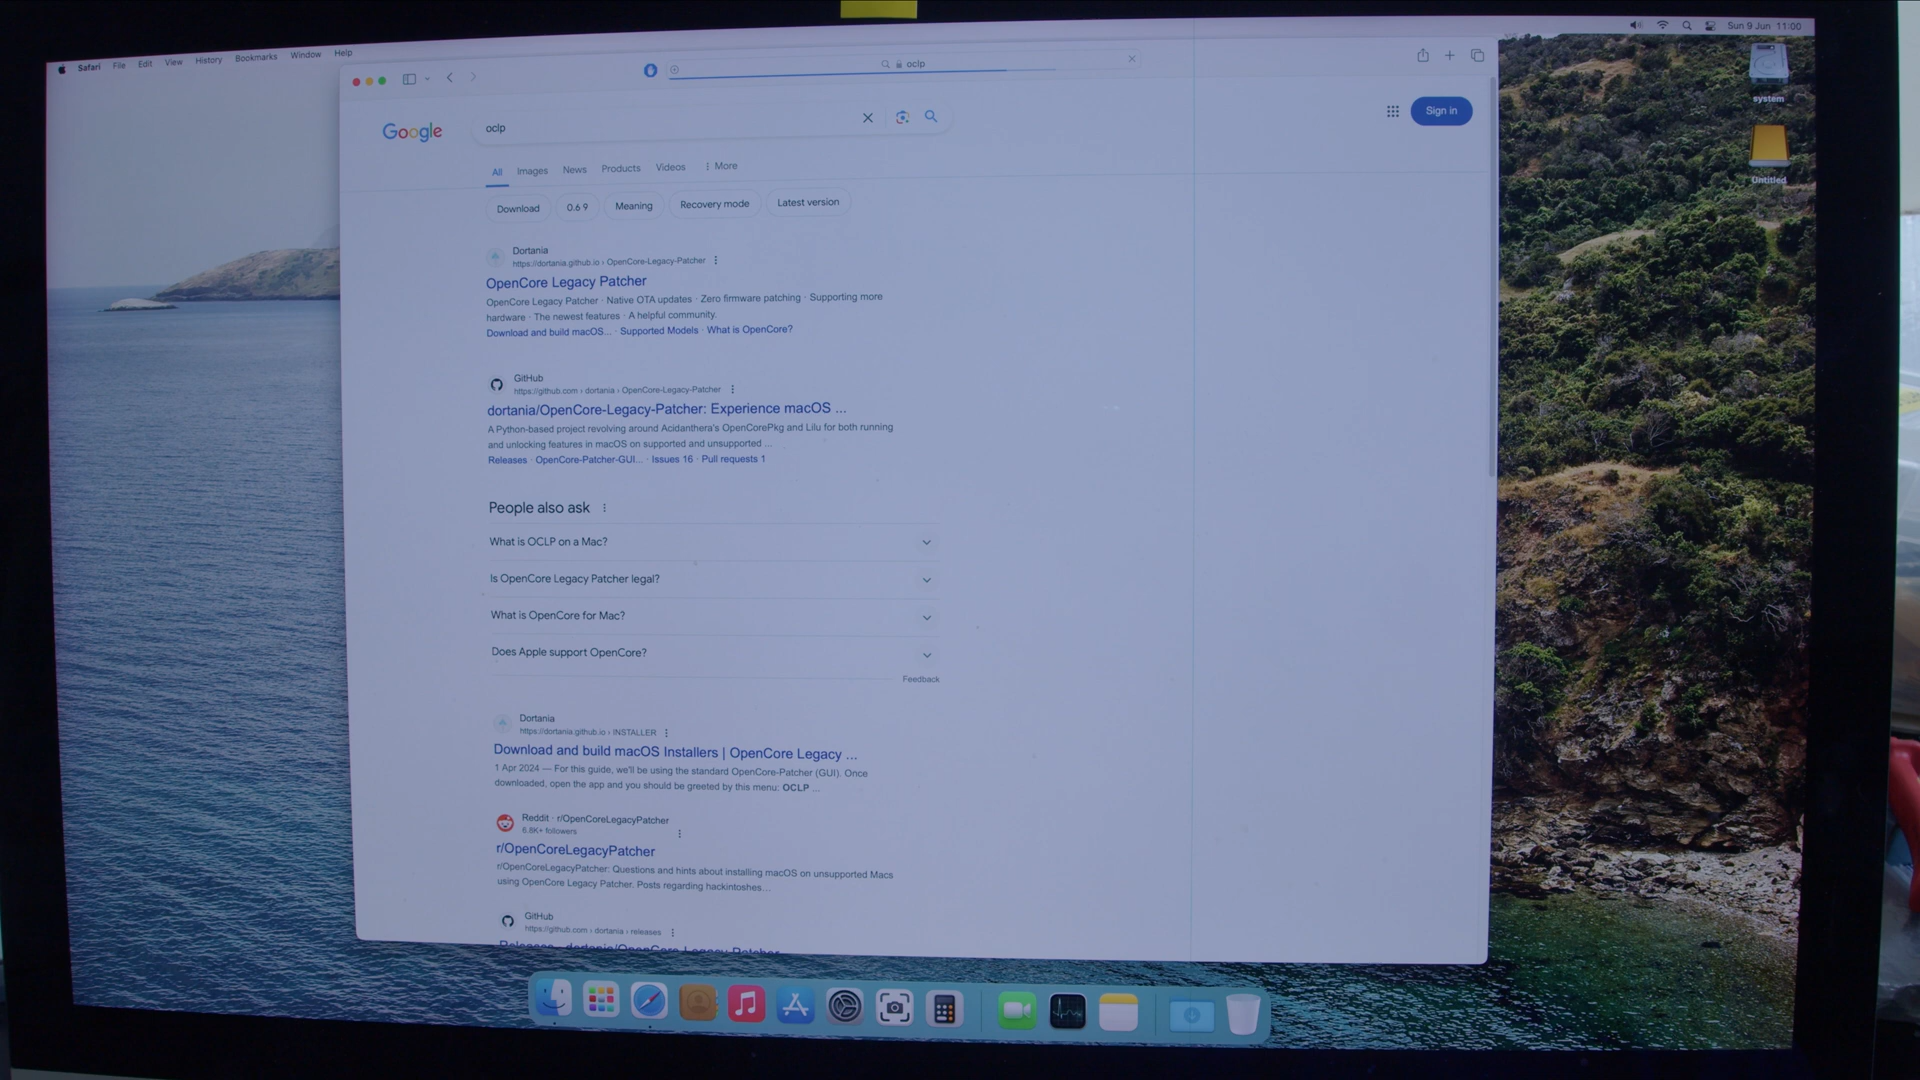 Safari File Edit View History Bookmarks Window Help
Sun 9 Jun 11:00
oclp
system
Untitled
Google
oclp
Sign in
All Images News Products Videos More
Download 0.6 9 Meaning Recovery mode Latest version
Dortania
https://dortania.github.io › OpenCore-Legacy-Patcher
OpenCore Legacy Patcher
OpenCore Legacy Patcher · Native OTA updates · Zero firmware patching · Supporting more
hardware · The newest features · A helpful community.
Download and build macOS... · Supported Models · What is OpenCore?
GitHub
https://github.com › dortania › OpenCore-Legacy-Patcher
dortania/OpenCore-Legacy-Patcher: Experience macOS ...
A Python-based project revolving around Acidanthera's OpenCorePkg and Lilu for both running
and unlocking features in macOS on supported and unsupported ...
Releases · OpenCore-Patcher-GUI... · Issues 16 · Pull requests 1
People also ask
What is OCLP on a Mac?
Is OpenCore Legacy Patcher legal?
What is OpenCore for Mac?
Does Apple support OpenCore?
Feedback
Dortania
https://dortania.github.io › INSTALLER
Download and build macOS Installers | OpenCore Legacy ...
1 Apr 2024 — For this guide, we'll be using the standard OpenCore-Patcher (GUI). Once
downloaded, open the app and you should be greeted by this menu: OCLP ...
Reddit · r/OpenCoreLegacyPatcher
6.8K+ followers
r/OpenCoreLegacyPatcher
r/OpenCoreLegacyPatcher: Questions and hints about installing macOS on unsupported Macs
using OpenCore Legacy Patcher. Posts regarding hackintoshes...
GitHub
https://github.com › dortania › releases
Releases · dortania/OpenCore-Legacy-Patcher